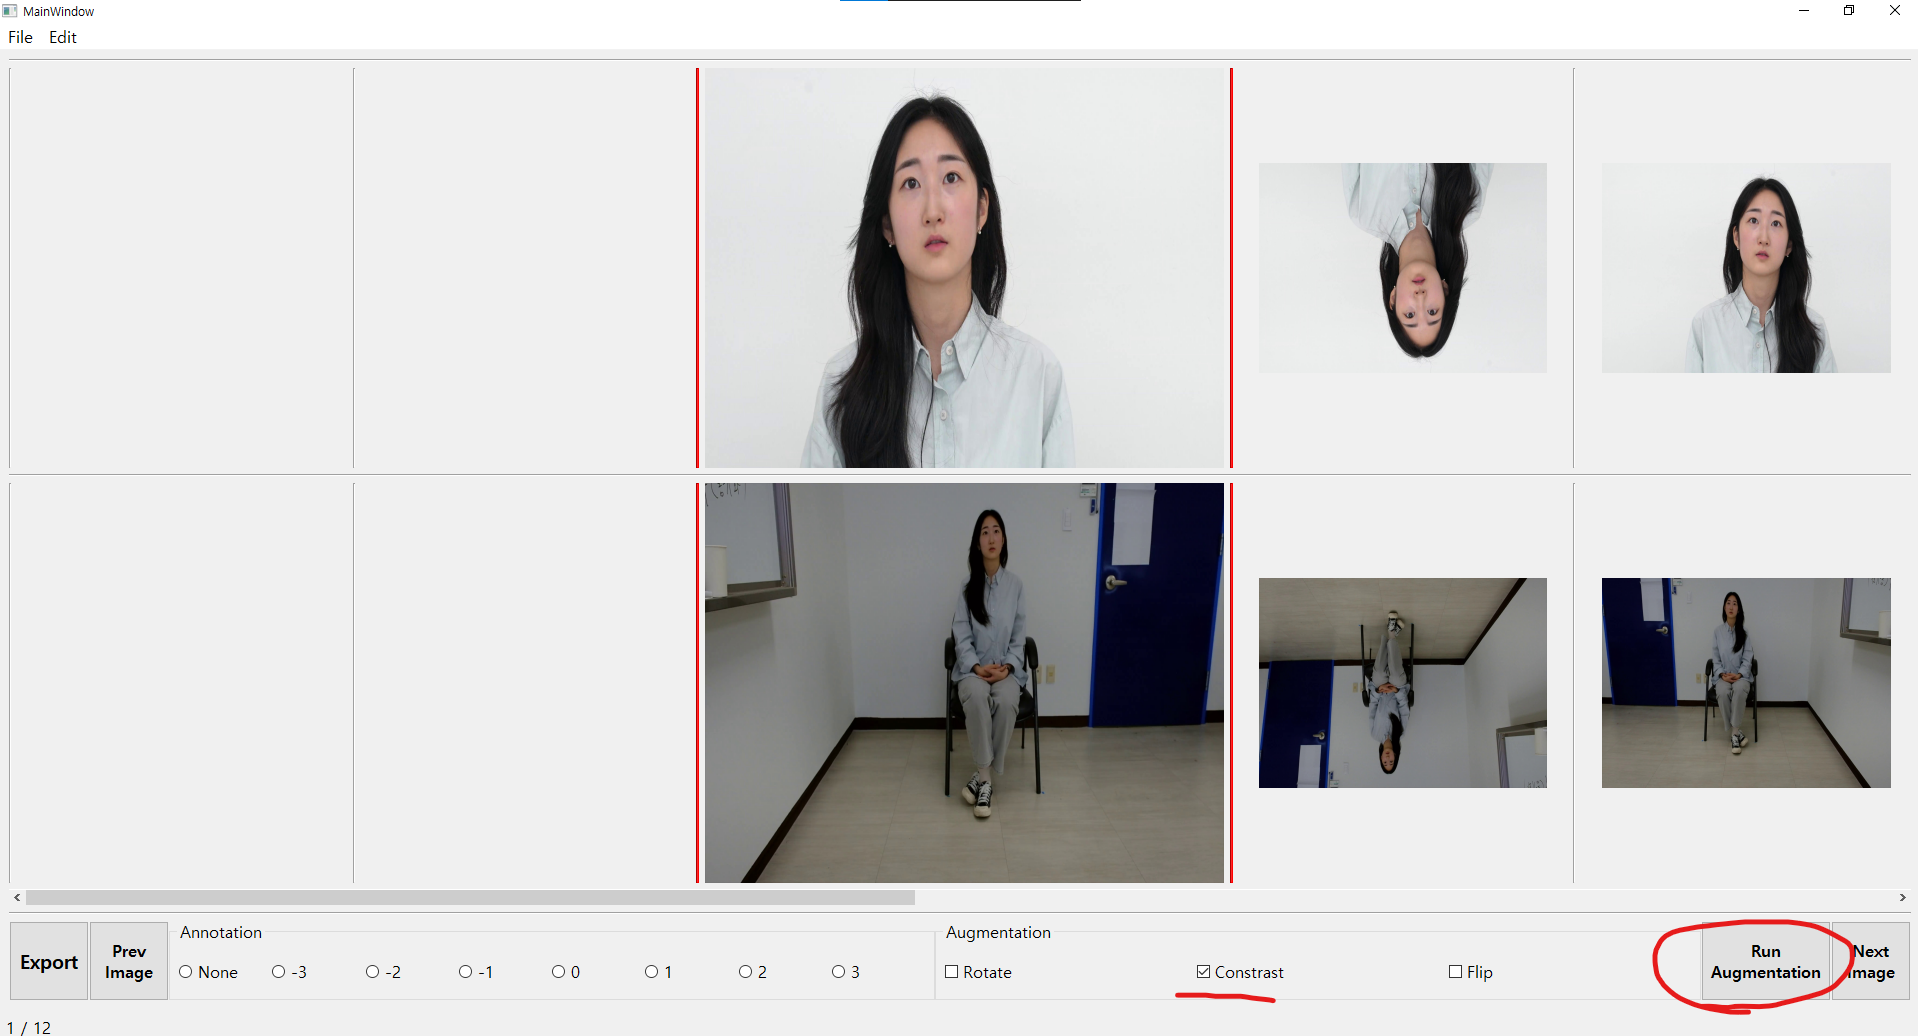 MainWindow
File Edit
Export
Prev
Image
Annotation
None -3 -2 -1 0 1 2 3
Augmentation
Rotate Constrast Flip
Run
Augmentation
Next
Image
1 / 12